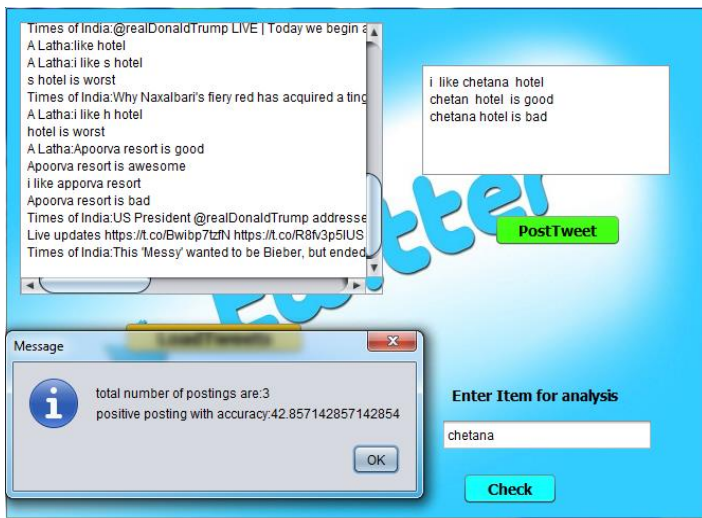 Times of India:@realDonaldTrump LIVE | Today we begin a
A Latha:like hotel
A Latha:i like s hotel
s hotel is worst
Times of India:Why Naxalbari's fiery red has acquired a ting
A Latha:i like h hotel
hotel is worst
A Latha:Apoorva resort is good
Apoorva resort is awesome
i like apporva resort
Apoorva resort is bad
Times of India:US President @realDonaldTrump addresse
Live updates https://t.co/Bwibp7tzfN https://t.co/R8fv3p5IUS
Times of India:This 'Messy' wanted to be Bieber, but ended
i like chetana hotel
chetan hotel is good
chetana hotel is bad
PostTweet
LoadTweets
Message
total number of postings are:3
positive posting with accuracy:42.857142857142854
OK
Enter Item for analysis
chetana
Check